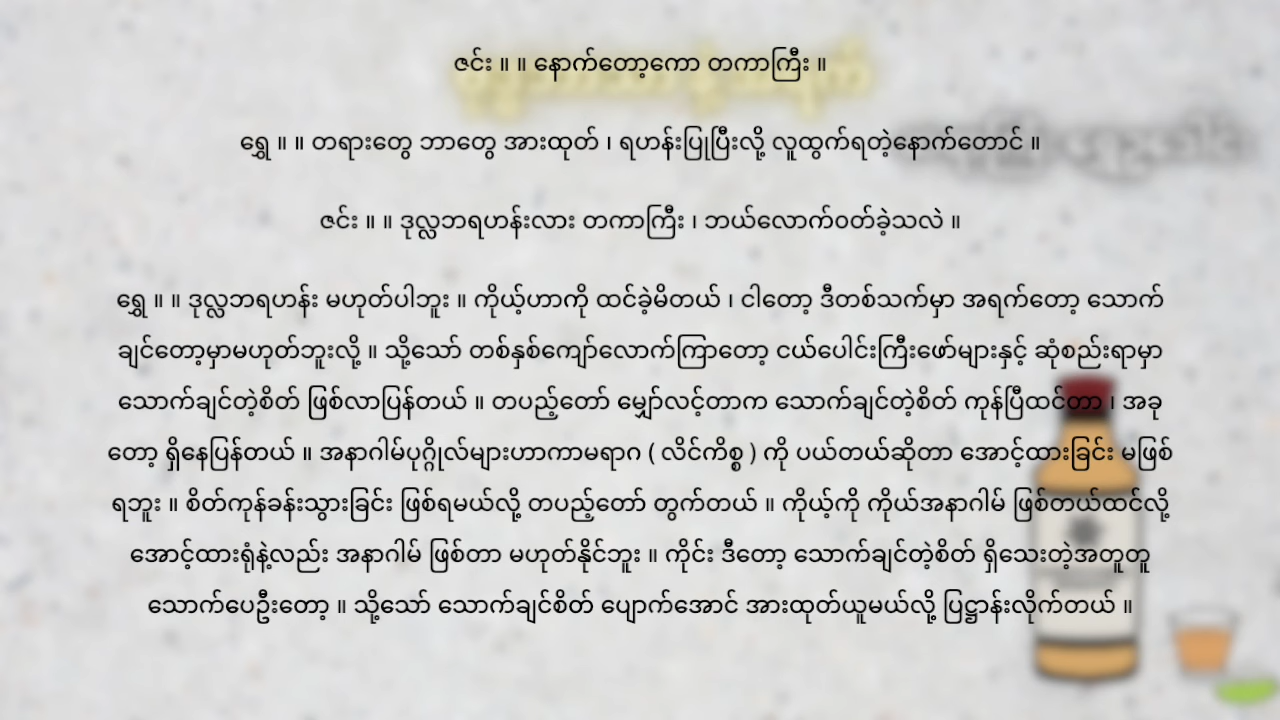 ဇင်း ။ ။ နောက်တော့ကော တကာကြီး ။
ရွှေ ။ ။ တရားတွေ ဘာတွေ အားထုတ် ၊ ရဟန်းပြုပြီးလို့ လူထွက်ရတဲ့နောက်တောင် ။
ဇင်း ။ ။ ဒုလ္လဘရဟန်းလား တကာကြီး ၊ ဘယ်လောက်ဝတ်ခဲ့သလဲ ။
ရွှေ ။ ။ ဒုလ္လဘရဟန်း မဟုတ်ပါဘူး ။ ကိုယ့်ဟာကို ထင်ခဲ့မိတယ် ၊ ငါတော့ ဒီတစ်သက်မှာ အရက်တော့ သောက်
ချင်တော့မှာမဟုတ်ဘူးလို့ ။ သို့သော် တစ်နှစ်ကျော်လောက်ကြာတော့ ငယ်ပေါင်းကြီးဖော်များနှင့် ဆုံစည်းရာမှာ
သောက်ချင်တဲ့စိတ် ဖြစ်လာပြန်တယ် ။ တပည့်တော် မျှော်လင့်တာက သောက်ချင်တဲ့စိတ် ကုန်ပြီထင်တာ ၊ အခု
တော့ ရှိနေပြန်တယ် ။ အနာဂါမ်ပုဂ္ဂိုလ်များဟာကာမရာဂ ( လိင်ကိစ္စ ) ကို ပယ်တယ်ဆိုတာ အောင့်ထားခြင်း မဖြစ်
ရဘူး ။ စိတ်ကုန်ခန်းသွားခြင်း ဖြစ်ရမယ်လို့ တပည့်တော် တွက်တယ် ။ ကိုယ့်ကို ကိုယ်အနာဂါမ် ဖြစ်တယ်ထင်လို့
အောင့်ထားရုံနဲ့လည်း အနာဂါမ် ဖြစ်တာ မဟုတ်နိုင်ဘူး ။ ကိုင်း ဒီတော့ သောက်ချင်တဲ့စိတ် ရှိသေးတဲ့အတူတူ
သောက်ပေဦးတော့ ။ သို့သော် သောက်ချင်စိတ် ပျောက်အောင် အားထုတ်ယူမယ်လို့ ပြဋ္ဌာန်းလိုက်တယ် ။